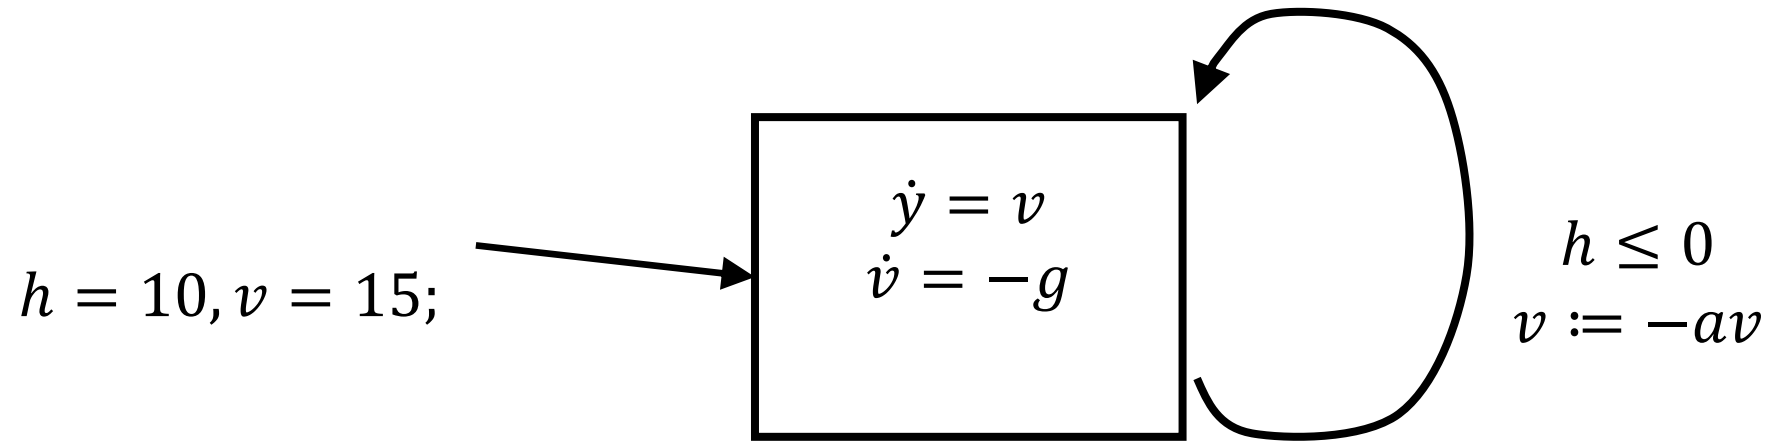 h = 10, v = 15;
ẏ = v
v̇ = −g
h ≤ 0
v ≔ −av